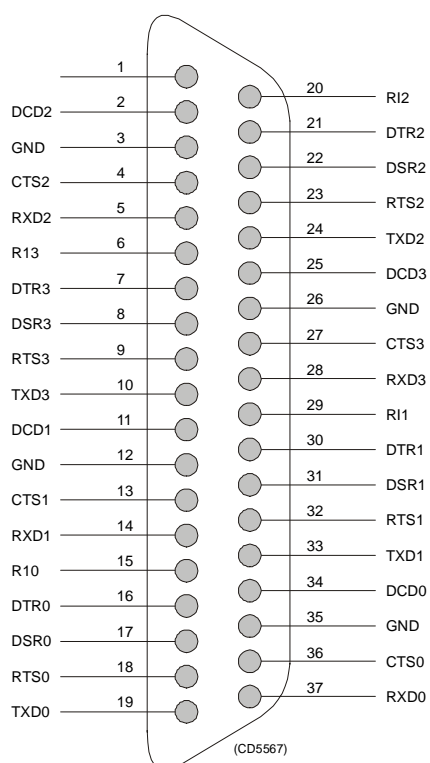 1
DCD2 2
GND 3
CTS2 4
RXD2 5
R13 6
DTR3 7
DSR3 8
RTS3 9
TXD3 10
DCD1 11
GND 12
CTS1 13
RXD1 14
R10 15
DTR0 16
DSR0 17
RTS0 18
TXD0 19
20 RI2
21 DTR2
22 DSR2
23 RTS2
24 TXD2
25 DCD3
26 GND
27 CTS3
28 RXD3
29 RI1
30 DTR1
31 DSR1
32 RTS1
33 TXD1
34 DCD0
35 GND
36 CTS0
37 RXD0
(CD5567)